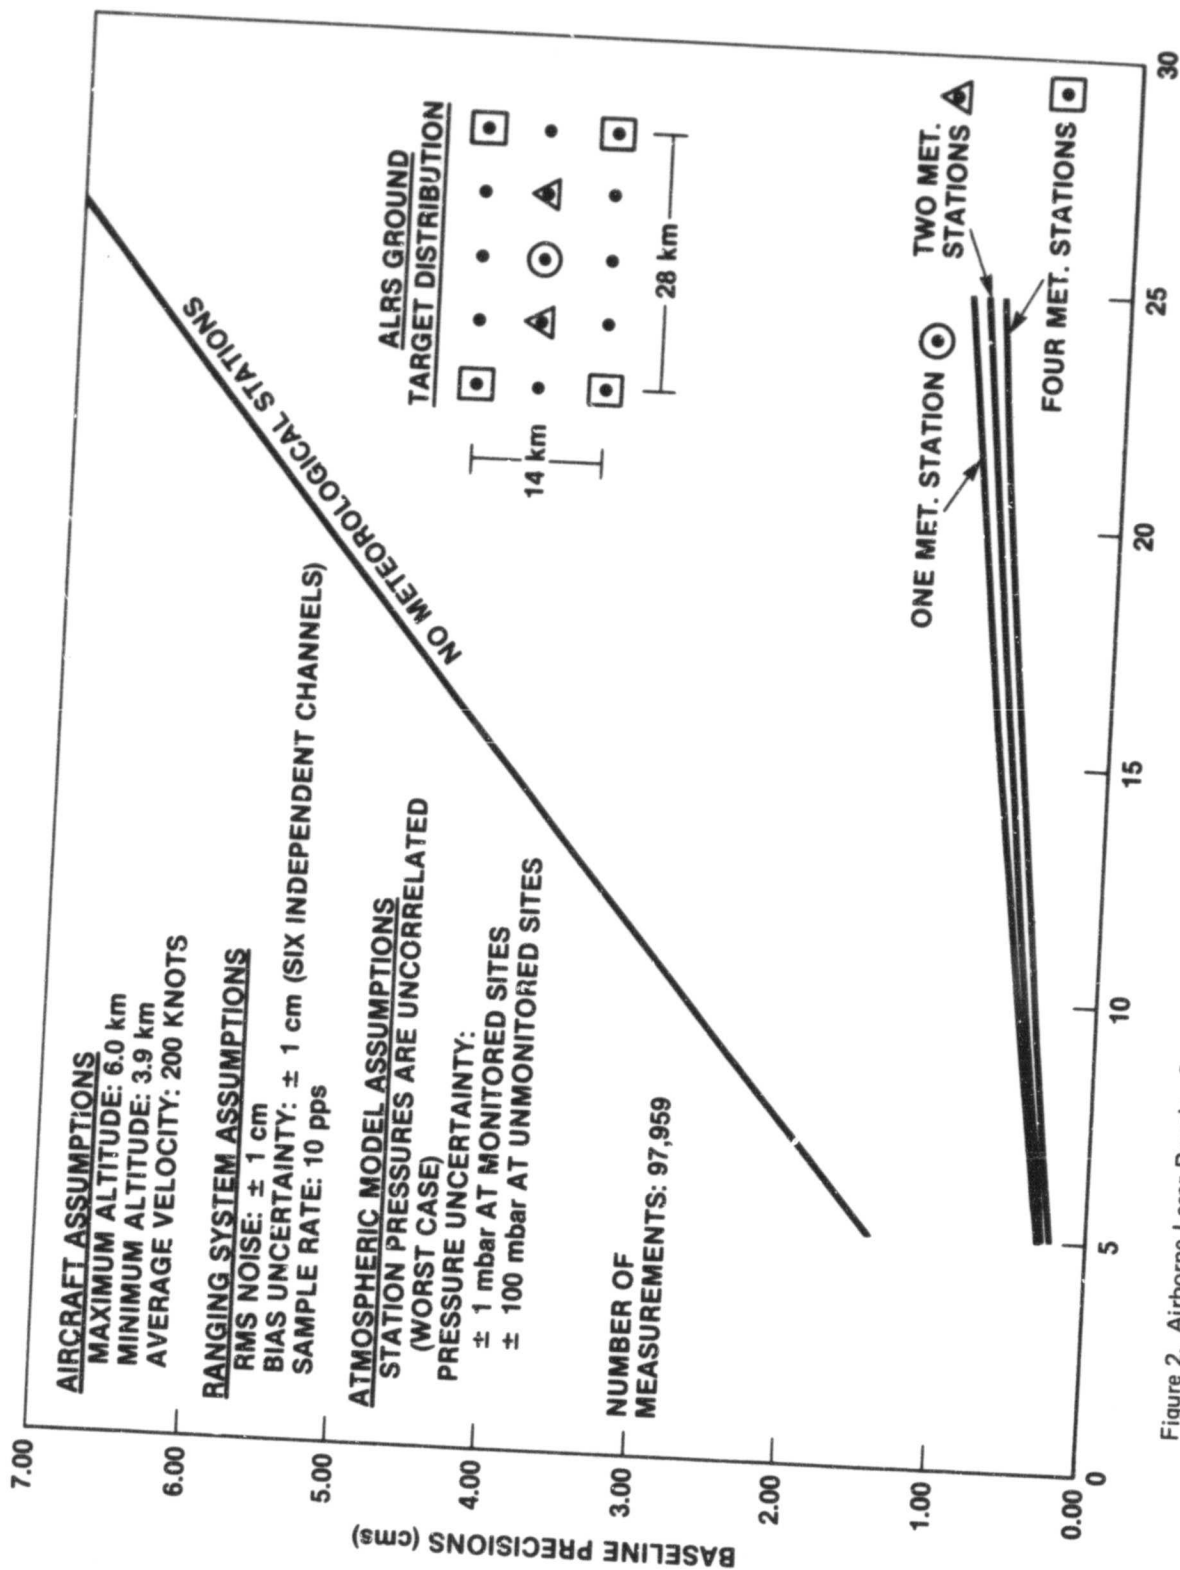 7.00
6.00
5.00
4.00
3.00
2.00
1.00
0.00
BASELINE PRECISIONS (cms)
AIRCRAFT ASSUMPTIONS
MAXIMUM ALTITUDE: 6.0 km
MINIMUM ALTITUDE: 3.9 km
AVERAGE VELOCITY: 200 KNOTS
RANGING SYSTEM ASSUMPTIONS
RMS NOISE: ± 1 cm
BIAS UNCERTAINTY: ± 1 cm (SIX INDEPENDENT CHANNELS)
SAMPLE RATE: 10 pps
ATMOSPHERIC MODEL ASSUMPTIONS
STATION PRESSURES ARE UNCORRELATED
(WORST CASE)
PRESSURE UNCERTAINTY:
± 1 mbar AT MONITORED SITES
± 100 mbar AT UNMONITORED SITES
NUMBER OF
MEASUREMENTS: 97,959
NO METEOROLOGICAL STATIONS
ALRS GROUND
TARGET DISTRIBUTION
14 km
28 km
ONE MET. STATION
TWO MET.
STATIONS
FOUR MET. STATIONS
0
5
10
15
20
25
30
Figure 2. Airborne Laser